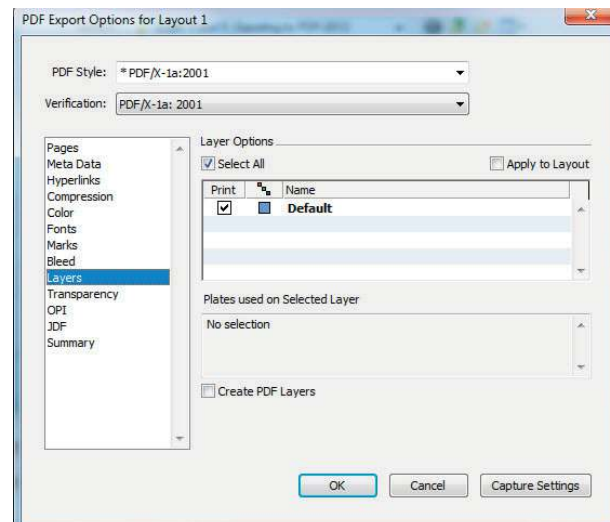 PDF Export Options for Layout 1
PDF Style: * PDF/X-1a:2001
Verification: PDF/X-1a: 2001
Pages
Meta Data
Hyperlinks
Compression
Color
Fonts
Marks
Bleed
Layers
Transparency
OPI
JDF
Summary
Layer Options
Select All
Apply to Layout
Print Name
Default
Plates used on Selected Layer
No selection
Create PDF Layers
OK Cancel Capture Settings